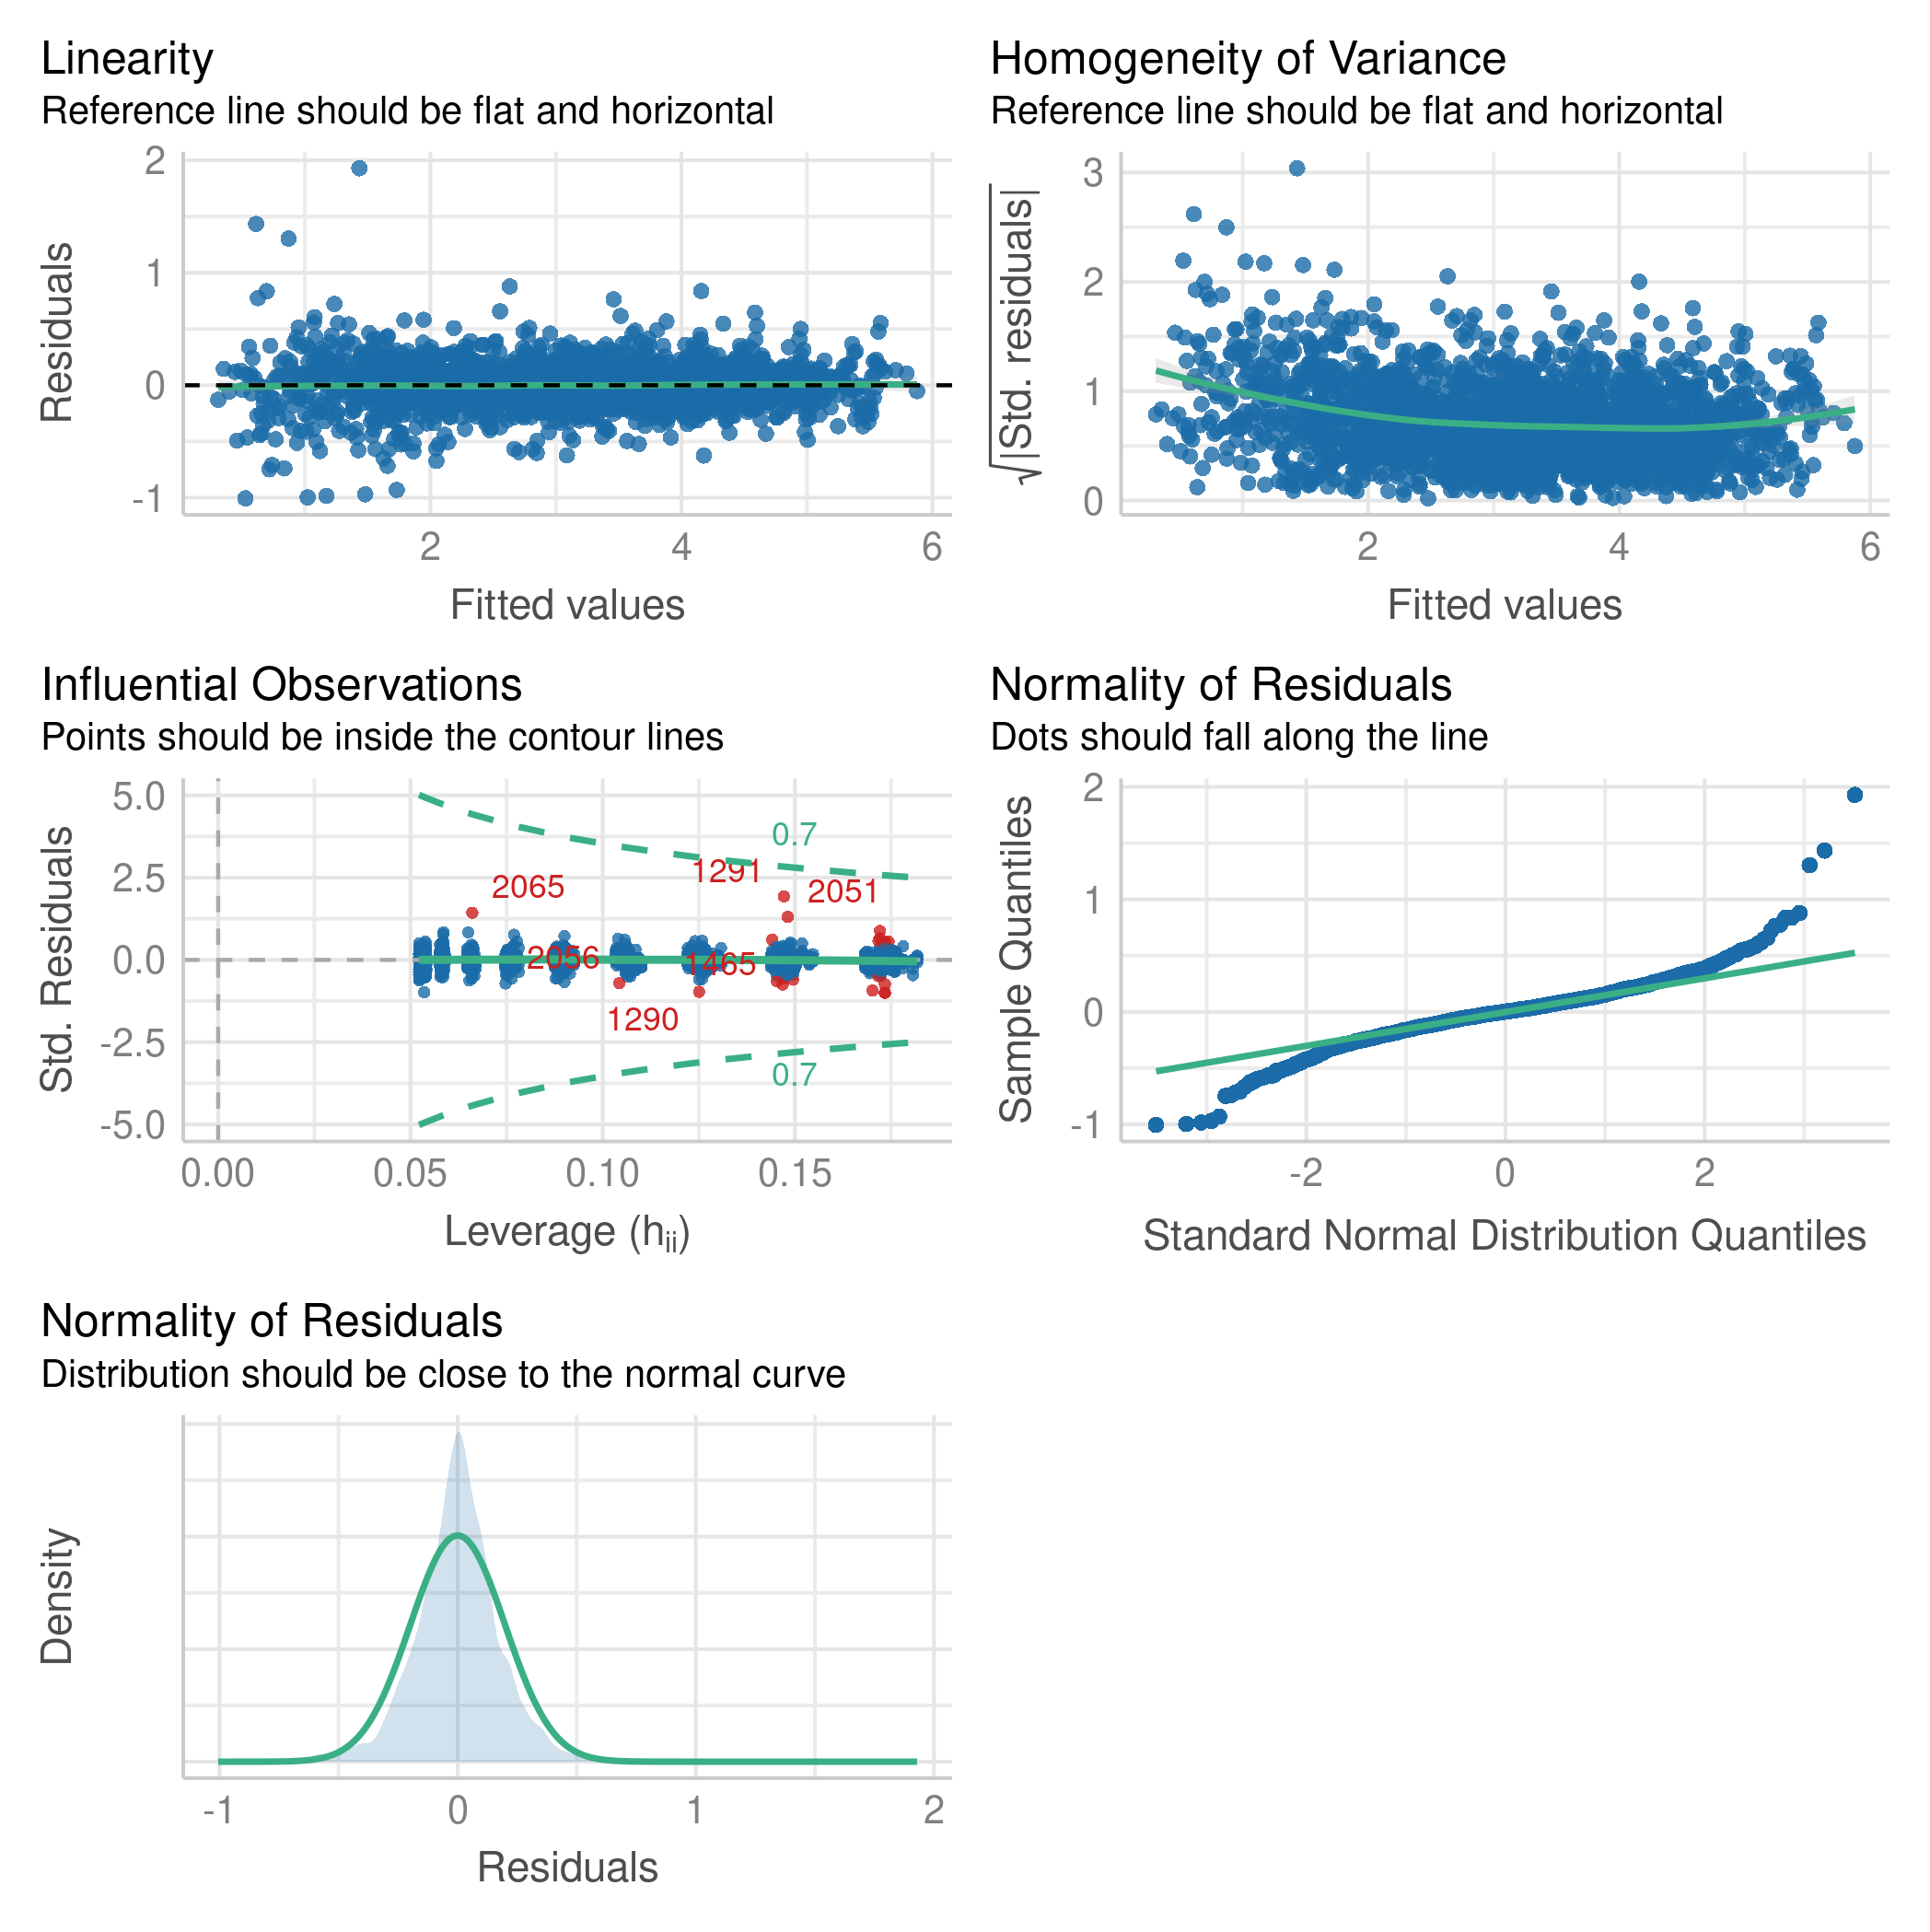 Linearity
Reference line should be flat and horizontal
2
1
0
-1
Residuals
2
4
6
Fitted values
Homogeneity of Variance
Reference line should be flat and horizontal
3
2
1
0
√|Std. residuals|
2
4
6
Fitted values
Influential Observations
Points should be inside the contour lines
5.0
2.5
0.0
-2.5
-5.0
Std. Residuals
0.7
1291
2065
2051
2056
1465
1290
0.7
0.00
0.05
0.10
0.15
Leverage (hii)
Normality of Residuals
Dots should fall along the line
2
1
0
-1
Sample Quantiles
-2
0
2
Standard Normal Distribution Quantiles
Normality of Residuals
Distribution should be close to the normal curve
Density
-1
0
1
2
Residuals